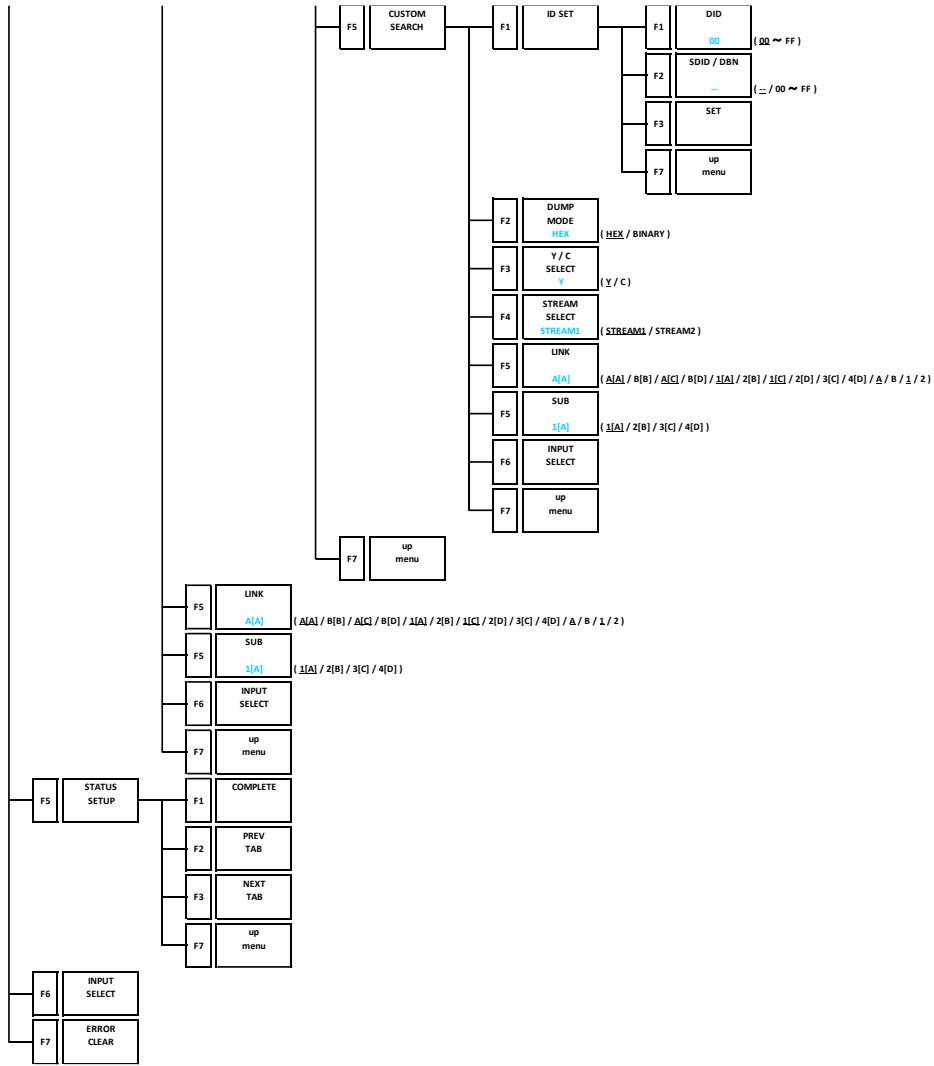 F5 CUSTOM SEARCH
F1 ID SET
F1 DID 00 ( 00 ~ FF )
F2 SDID / DBN -- ( -- / 00 ~ FF )
F3 SET
F7 up menu
F2 DUMP MODE HEX ( HEX / BINARY )
F3 Y / C SELECT Y ( Y / C )
F4 STREAM SELECT STREAM1 ( STREAM1 / STREAM2 )
F5 LINK A[A] ( A[A] / B[B] / A[C] / B[D] / 1[A] / 2[B] / 1[C] / 2[D] / 3[C] / 4[D] / A / B / 1 / 2 )
F5 SUB 1[A] ( 1[A] / 2[B] / 3[C] / 4[D] )
F6 INPUT SELECT
F7 up menu
F7 up menu
F5 LINK A[A] ( A[A] / B[B] / A[C] / B[D] / 1[A] / 2[B] / 1[C] / 2[D] / 3[C] / 4[D] / A / B / 1 / 2 )
F5 SUB 1[A] ( 1[A] / 2[B] / 3[C] / 4[D] )
F6 INPUT SELECT
F7 up menu
F5 STATUS SETUP
F1 COMPLETE
F2 PREV TAB
F3 NEXT TAB
F7 up menu
F6 INPUT SELECT
F7 ERROR CLEAR